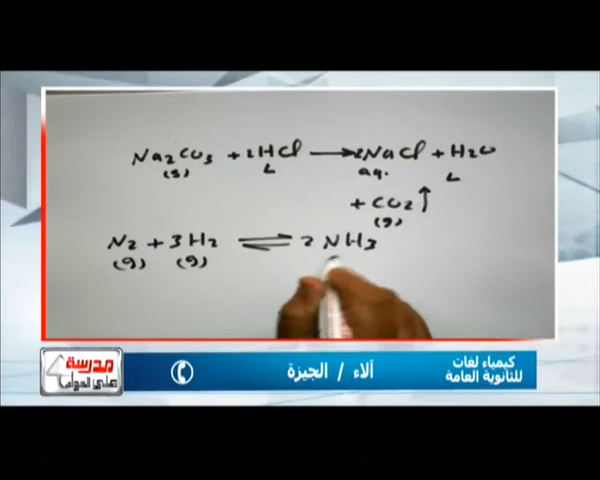 Na2CO3 + 2HCl → 2NaCl + H2O
(s) L aq. L
+ CO2↑
(g)
N2 + 3H2 ⇌ 2NH3
(g) (g)
كيمياء لغات
للثانوية العامة
آلاء / الجيزة
مدرسة
على الهواء